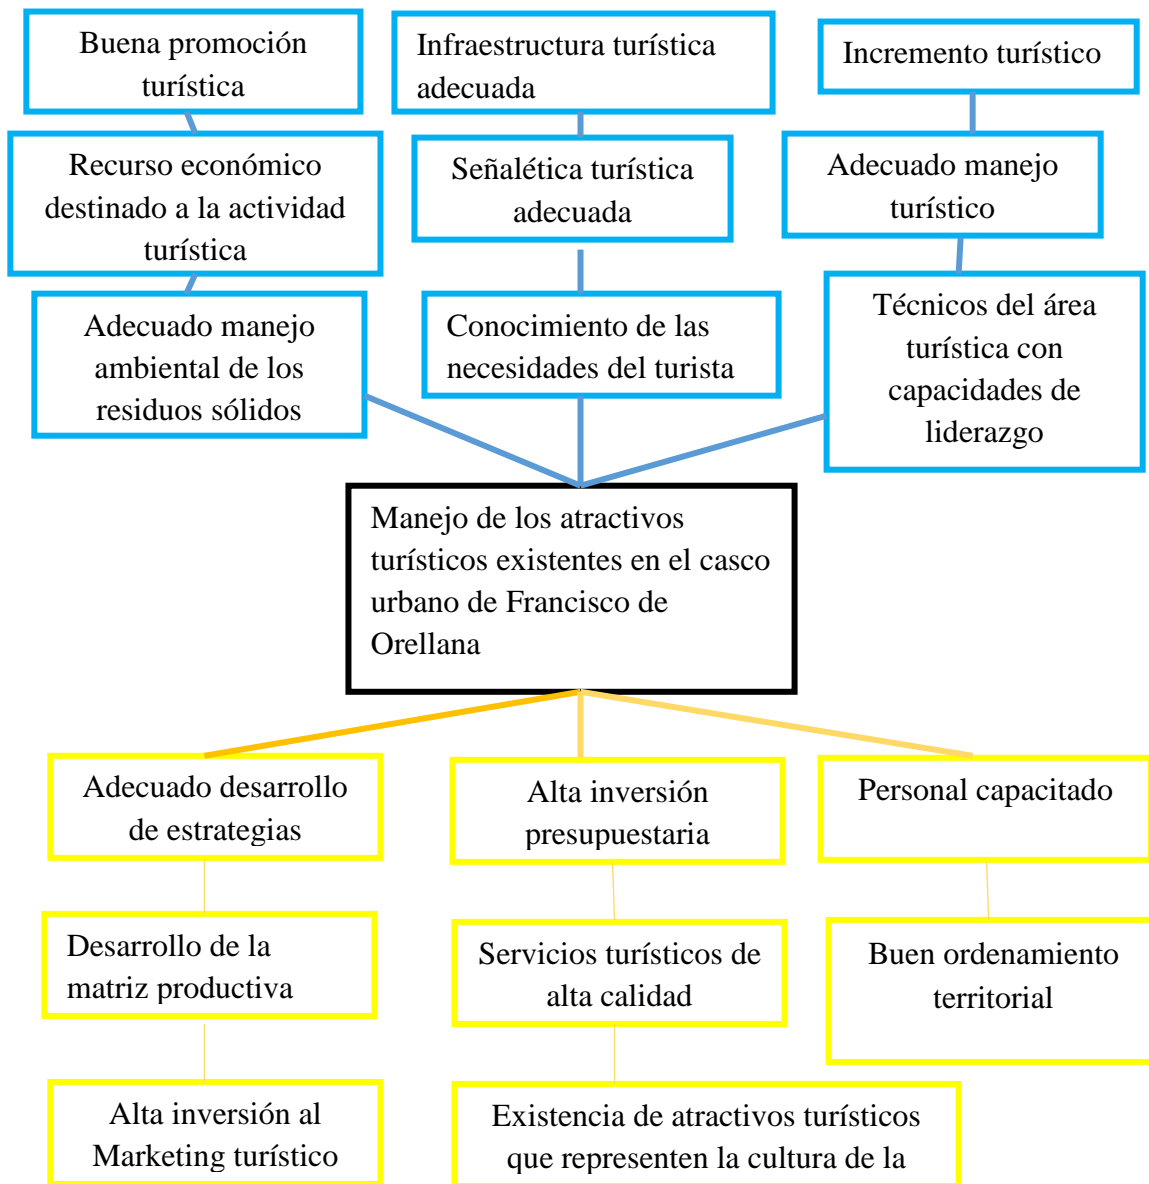 Buena promoción
turística
Infraestructura turística
adecuada
Incremento turístico
Recurso económico
destinado a la actividad
turística
Señalética turística
adecuada
Adecuado manejo
turístico
Adecuado manejo
ambiental de los
residuos sólidos
Conocimiento de las
necesidades del turista
Técnicos del área
turística con
capacidades de
liderazgo
Manejo de los atractivos
turísticos existentes en el casco
urbano de Francisco de
Orellana
Adecuado desarrollo
de estrategias
Alta inversión
presupuestaria
Personal capacitado
Desarrollo de la
matriz productiva
Servicios turísticos de
alta calidad
Buen ordenamiento
territorial
Alta inversión al
Marketing turístico
Existencia de atractivos turísticos
que representen la cultura de la